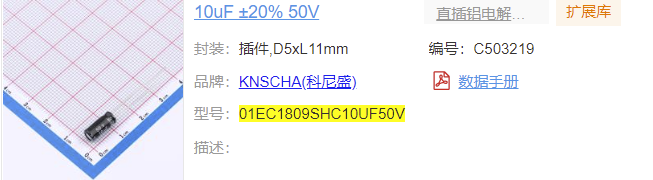 10uF ±20% 50V
直插铝电解…
扩展库
封装： 插件,D5xL11mm
编号：C503219
品牌： KNSCHA(科尼盛)
数据手册
型号： 01EC1809SHC10UF50V
描述：